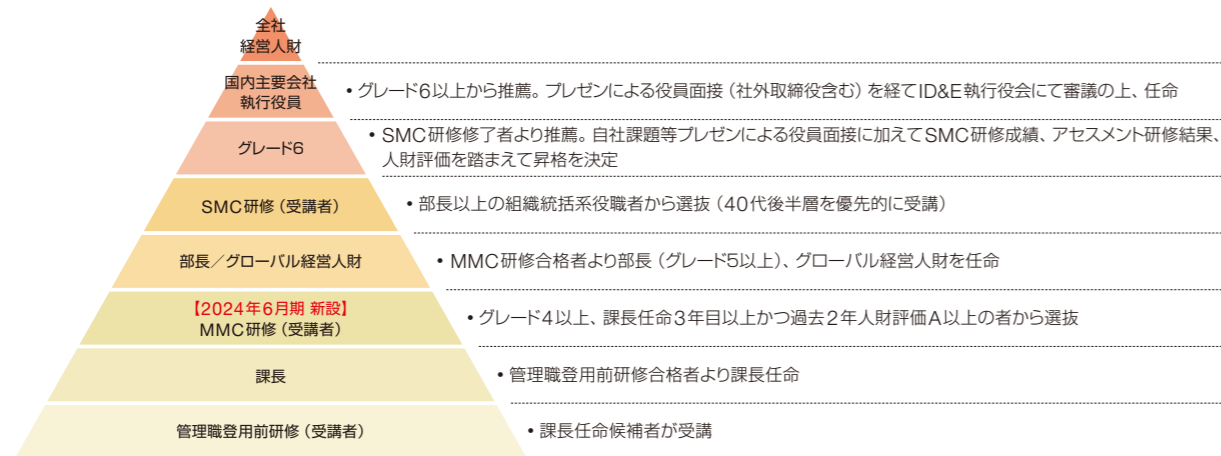 全社
経営人財
国内主要会社
執行役員
• グレード6以上から推薦。プレゼンによる役員面接（社外取締役含む）を経てID&E執行役会にて審議の上、任命
グレード6
• SMC研修修了者より推薦。自社課題等プレゼンによる役員面接に加えてSMC研修成績、アセスメント研修結果、
人財評価を踏まえて昇格を決定
SMC研修（受講者）
• 部長以上の組織統括系役職者から選抜（40代後半層を優先的に受講）
部長／グローバル経営人財
• MMC研修合格者より部長（グレード5以上）、グローバル経営人財を任命
【2024年6月期 新設】
MMC研修（受講者）
• グレード4以上、課長任命3年目以上かつ過去2年人財評価A以上の者から選抜
課長
• 管理職登用前研修合格者より課長任命
管理職登用前研修（受講者）
• 課長任命候補者が受講